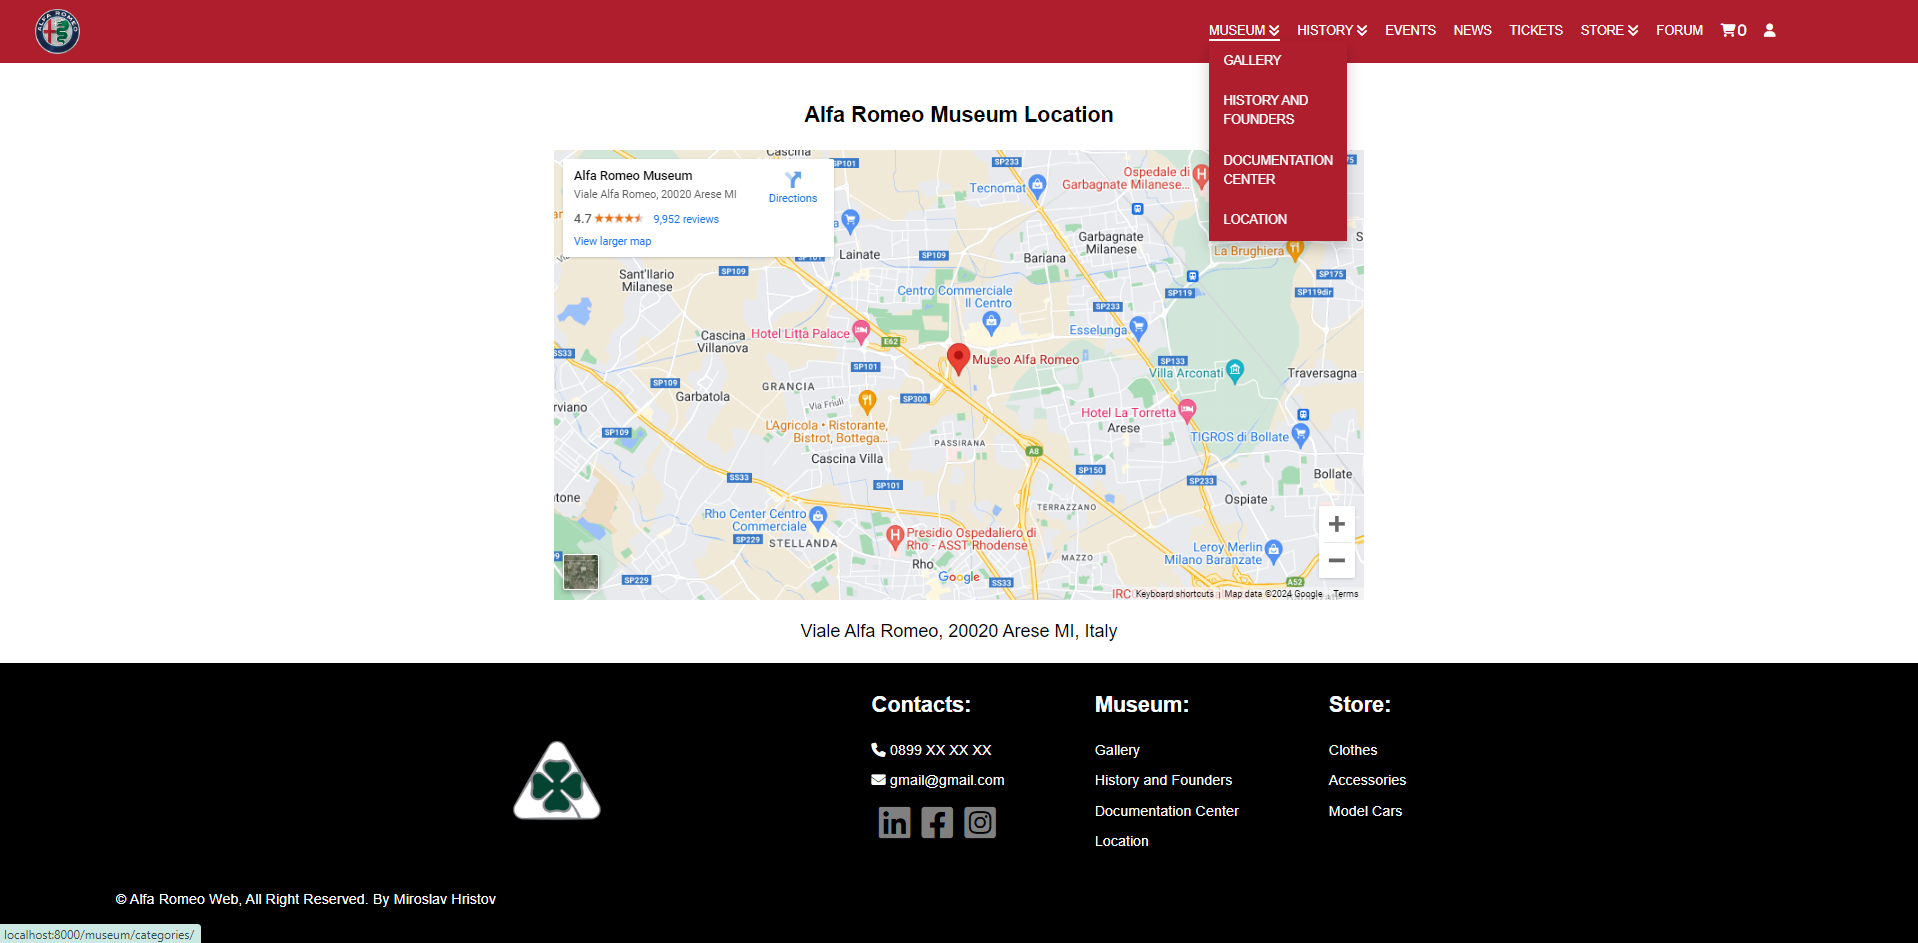 ALFA ROMEO
MUSEUM
HISTORY
EVENTS
NEWS
TICKETS
STORE
FORUM
0
GALLERY
HISTORY AND
FOUNDERS
DOCUMENTATION
CENTER
LOCATION
Alfa Romeo Museum Location
Alfa Romeo Museum
Viale Alfa Romeo, 20020 Arese MI
4.7
9,952 reviews
View larger map
Directions
Cascina
SP101
SP233
Tecnomat
Ospedale di
Garbagnate Milanese...
Garbagnate
Milanese
La Brughiera
SP175
SP119dir
SP101
Lainate
SP109
Bariana
SP119
Sant'Ilario
Milanese
SP109
Centro Commerciale
Il Centro
SP233
Esselunga
Cascina
Villanova
Hotel Litta Palace
E62
SS33
SP101
Museo Alfa Romeo
SP133
Villa Arconati
Traversagna
SP109
Garbatola
GRANCIA
Via Friuli
SP300
Hotel La Torretta
Arese
rviano
SP109
L'Agricola • Ristorante,
Bistrot, Bottega...
PASSIRANA
TIGROS di Bollate
A8
Cascina Villa
SP150
SS33
SP101
SP233
Bollate
tone
Ospiate
TERRAZZANO
Rho Center Centro
Commerciale
SP229
STELLANDA
Presidio Ospedaliero di
Rho - ASST Rhodense
Rho
MAZZO
Leroy Merlin
Milano Baranzate
SP229
Google
SS33
A52
IRC
Keyboard shortcuts
Map data ©2024 Google
Terms
Viale Alfa Romeo, 20020 Arese MI, Italy
Contacts:
0899 XX XX XX
gmail@gmail.com
Museum:
Gallery
History and Founders
Documentation Center
Location
Store:
Clothes
Accessories
Model Cars
© Alfa Romeo Web, All Right Reserved. By Miroslav Hristov
localhost:8000/museum/categories/